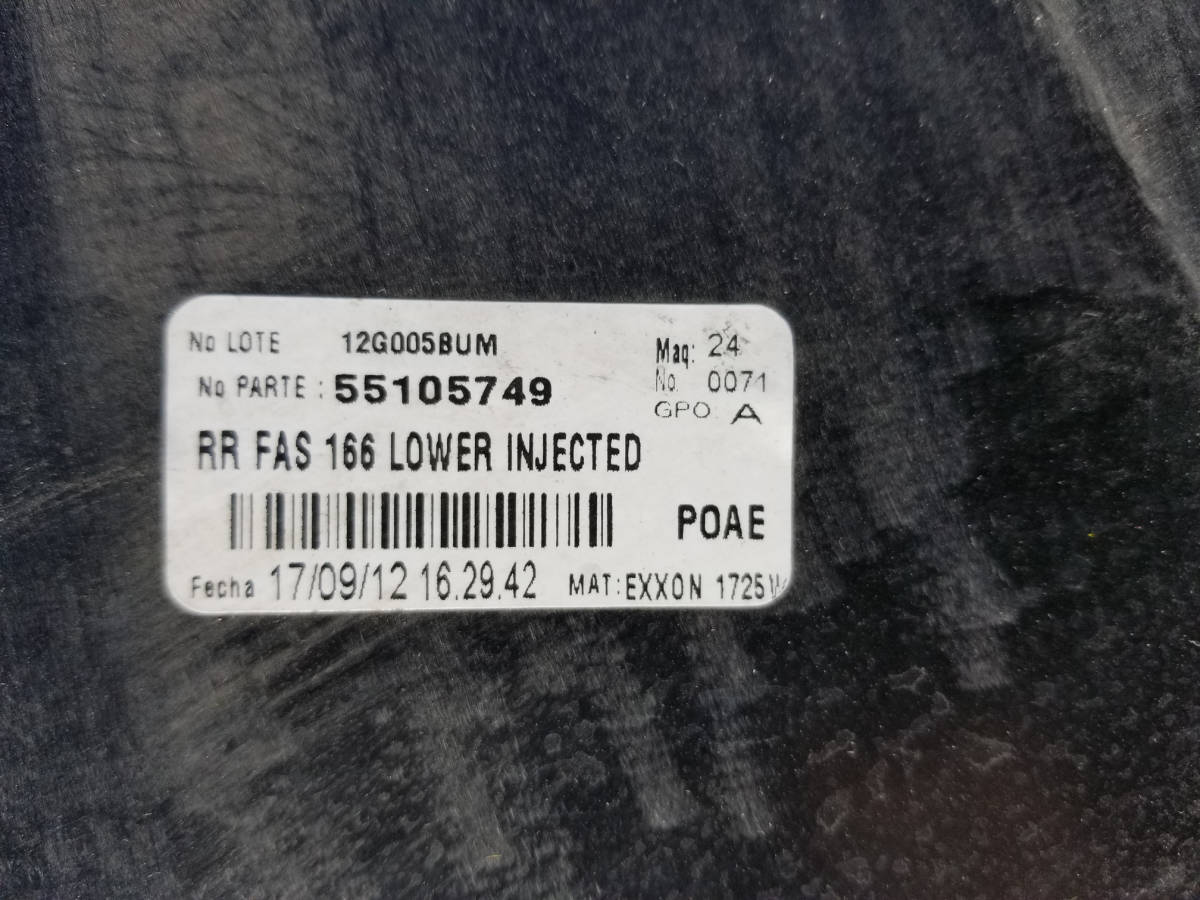 No LOTE 12G005BUM Maq: 24
No PARTE : 55105749 No. 0071
GPO A
RR FAS 166 LOWER INJECTED
POAE
Fecha 17/09/12 16.29.42 MAT:EXXON 1725